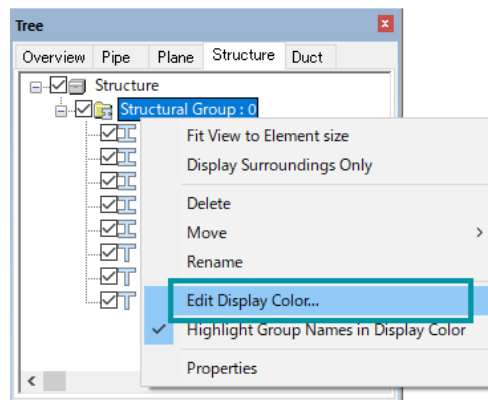 Tree
Overview Pipe Plane Structure Duct
Structure
Structural Group : 0
Fit View to Element size
Display Surroundings Only
Delete
Move
Rename
Edit Display Color...
Highlight Group Names in Display Color
Properties